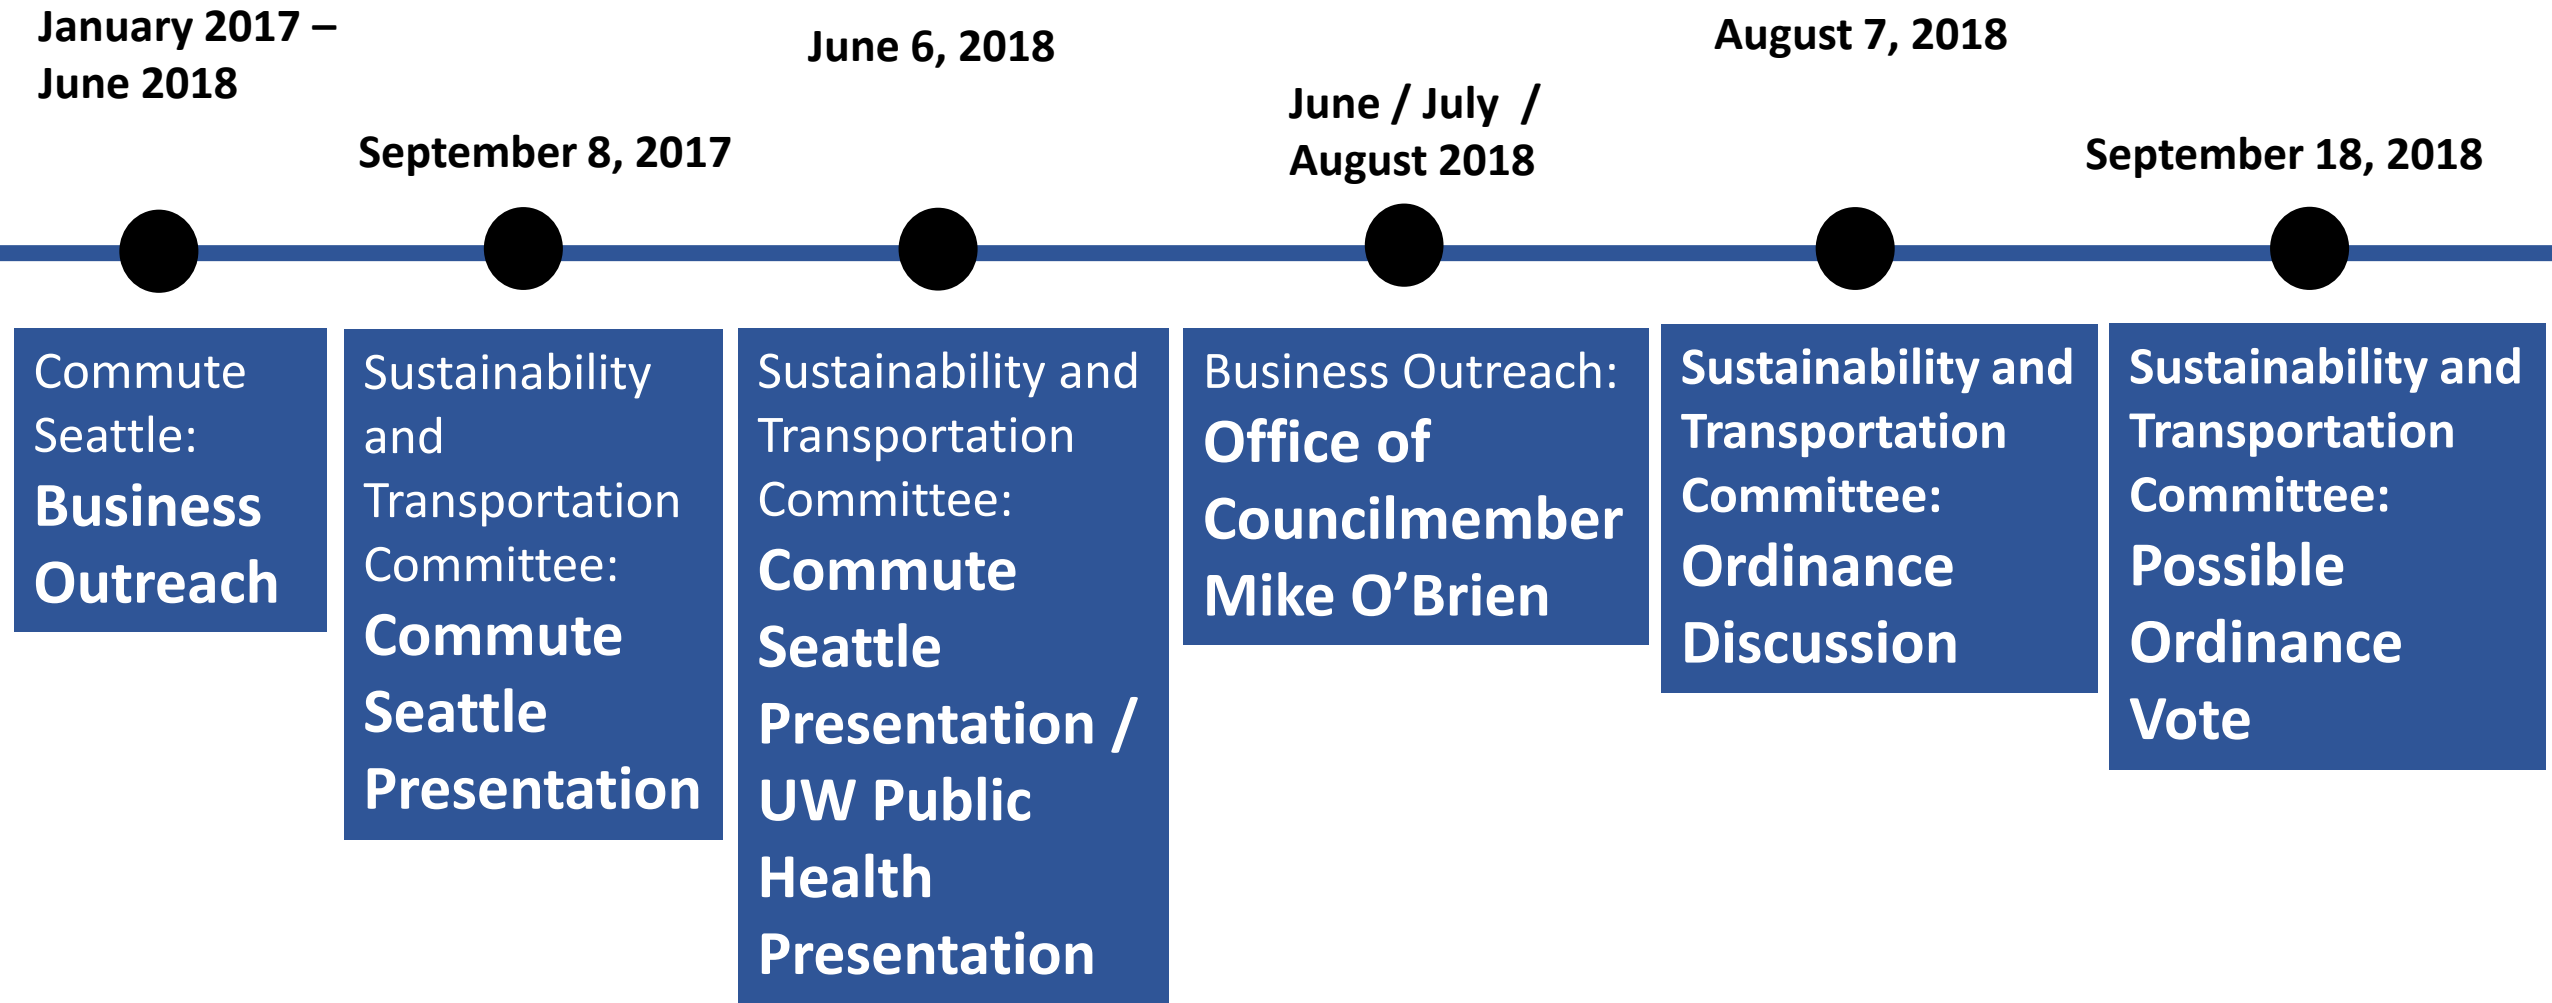 January 2017 –
June 2018
Commute
Seattle:
Business
Outreach
September 8, 2017
Sustainability
and
Transportation
Committee:
Commute
Seattle
Presentation
June 6, 2018
Sustainability and
Transportation
Committee:
Commute
Seattle
Presentation /
UW Public
Health
Presentation
June / July /
August 2018
Business Outreach:
Office of
Councilmember
Mike O’Brien
August 7, 2018
Sustainability and
Transportation
Committee:
Ordinance
Discussion
September 18, 2018
Sustainability and
Transportation
Committee:
Possible
Ordinance
Vote